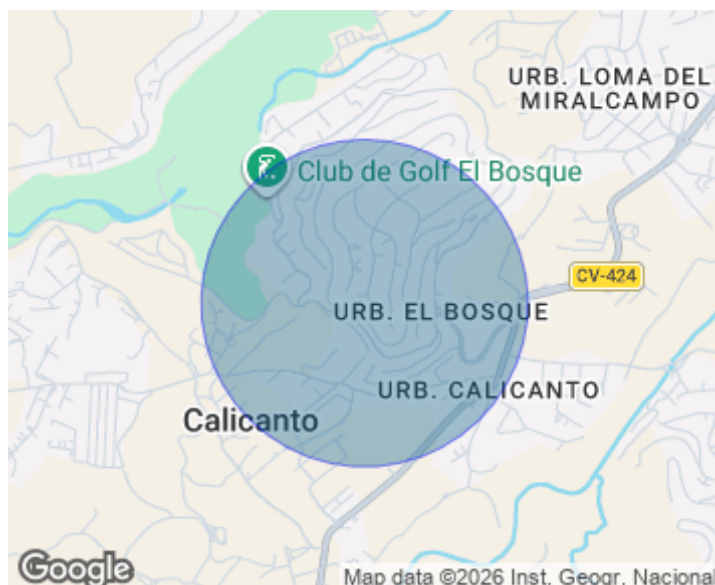 URB. LOMA DEL
MIRALCAMPO
Club de Golf El Bosque
CV-424
URB. EL BOSQUE
URB. CALICANTO
Calicanto
Google
Map data ©2026 Inst. Geogr. Nacional